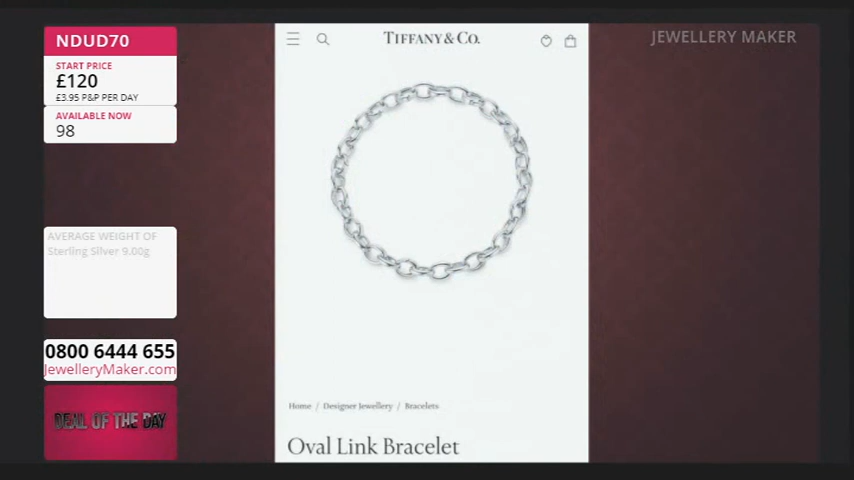 NDUD70
START PRICE
£120
£3.95 P&P PER DAY
AVAILABLE NOW
98
AVERAGE WEIGHT OF
Sterling Silver 9.00g
0800 6444 655
JewelleryMaker.com
DEAL OF THE DAY
TIFFANY & CO.
Home / Designer Jewellery / Bracelets
Oval Link Bracelet
JEWELLERY MAKER